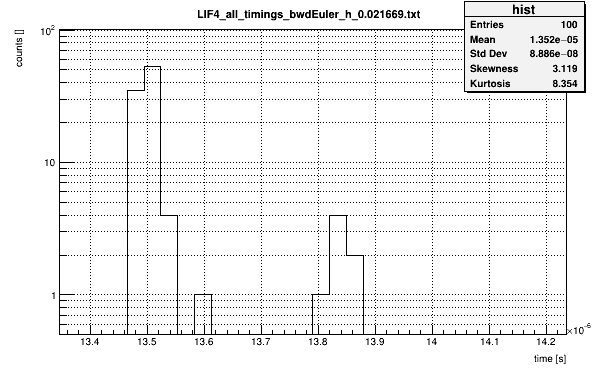 LIF4_all_timings_bwdEuler_h_0.021669.txt
hist
Entries 100
Mean 1.352e−05
Std Dev 8.886e−08
Skewness 3.119
Kurtosis 8.354
counts []
10²
10
1
13.4 13.5 13.6 13.7 13.8 13.9 14 14.1 14.2
×10⁻⁶
time [s]